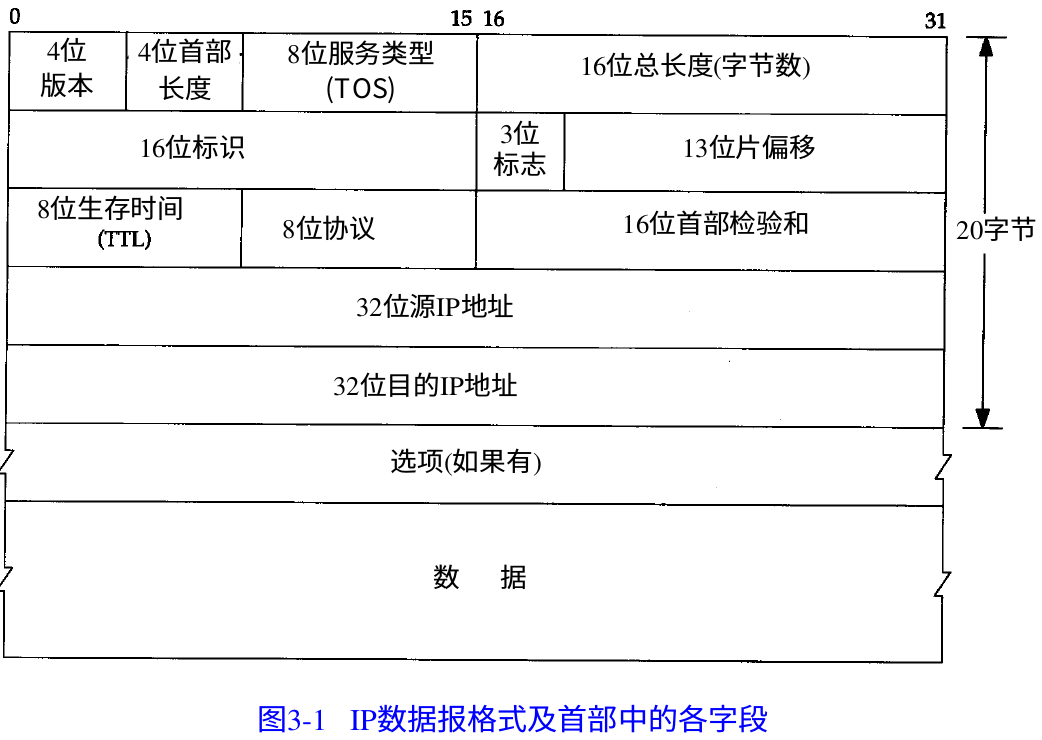 0 15 16 31
4位
版本
4位首部
长度
8位服务类型
(TOS)
16位总长度(字节数)
16位标识
3位
标志
13位片偏移
8位生存时间
(TTL)
8位协议
16位首部检验和
20字节
32位源IP地址
32位目的IP地址
选项(如果有)
数 据
图3-1 IP数据报格式及首部中的各字段